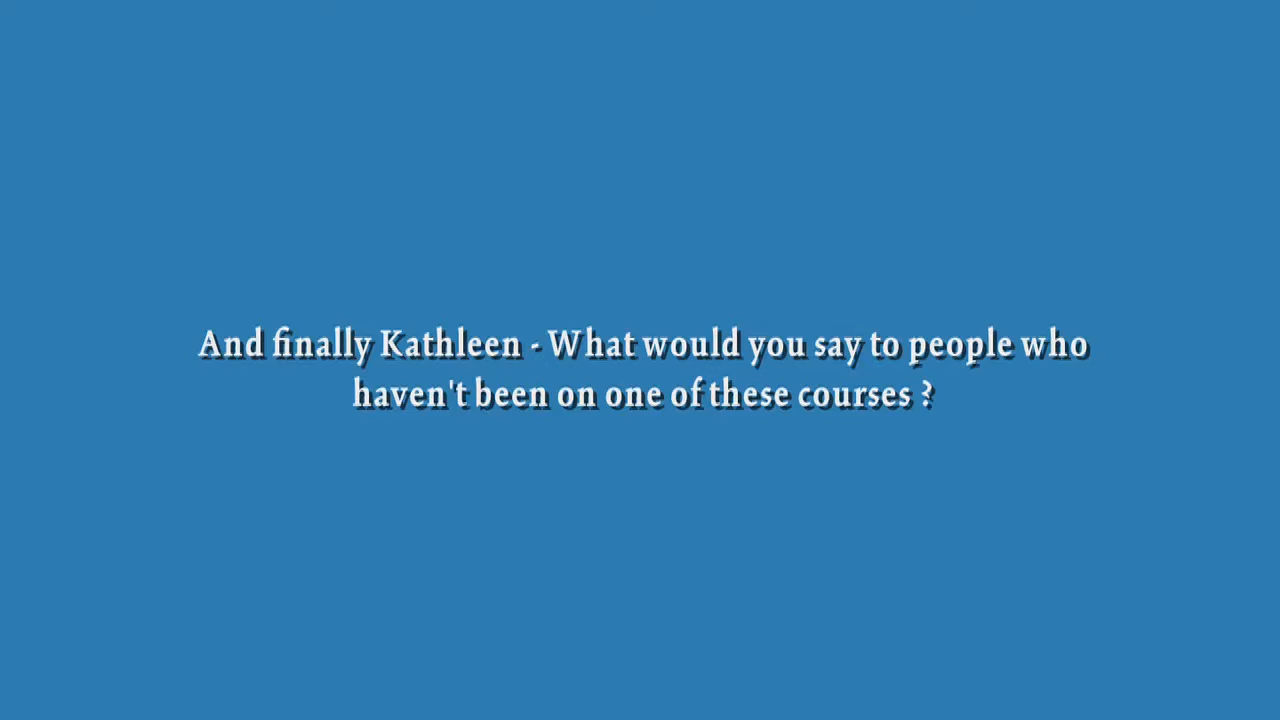 And finally Kathleen - What would you say to people who
haven't been on one of these courses ?